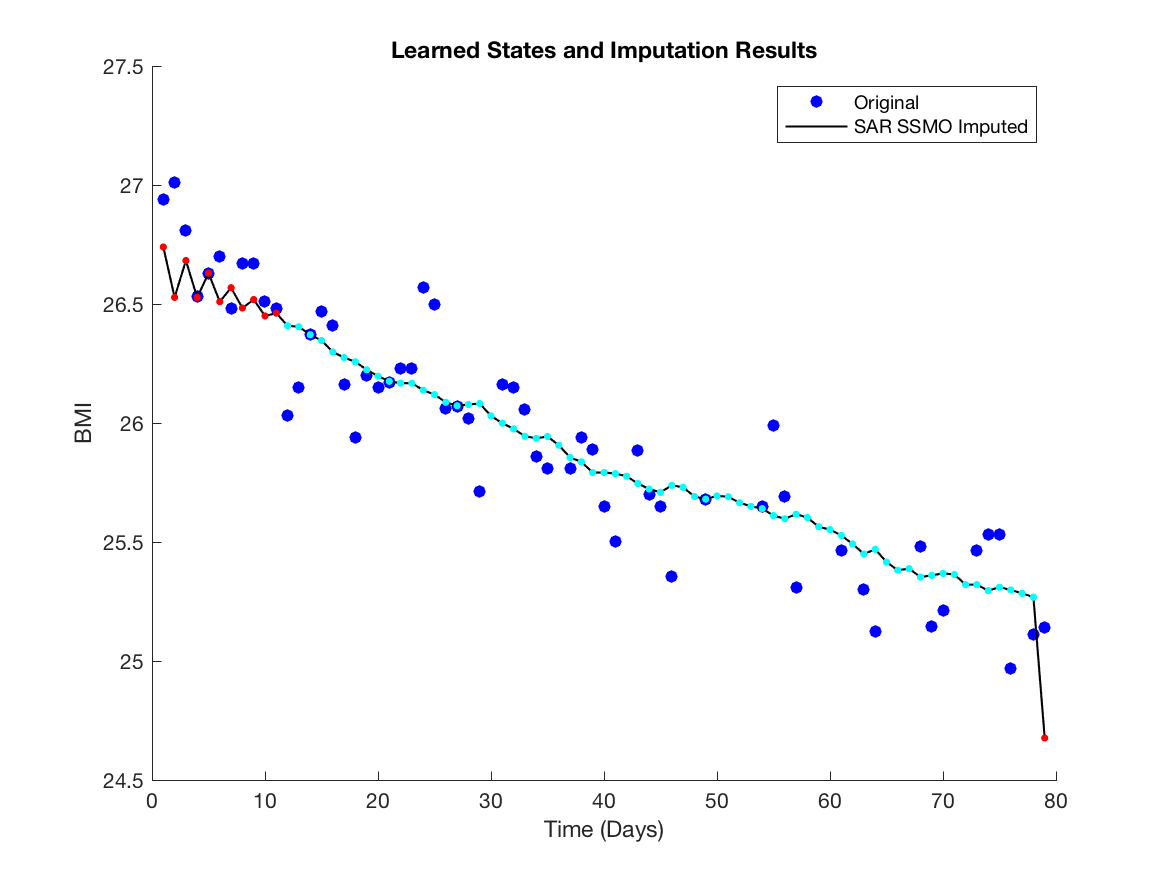 Learned States and Imputation Results
27.5
27
26.5
26
25.5
25
24.5
BMI
Original
SAR SSMO Imputed
0 10 20 30 40 50 60 70 80
Time (Days)